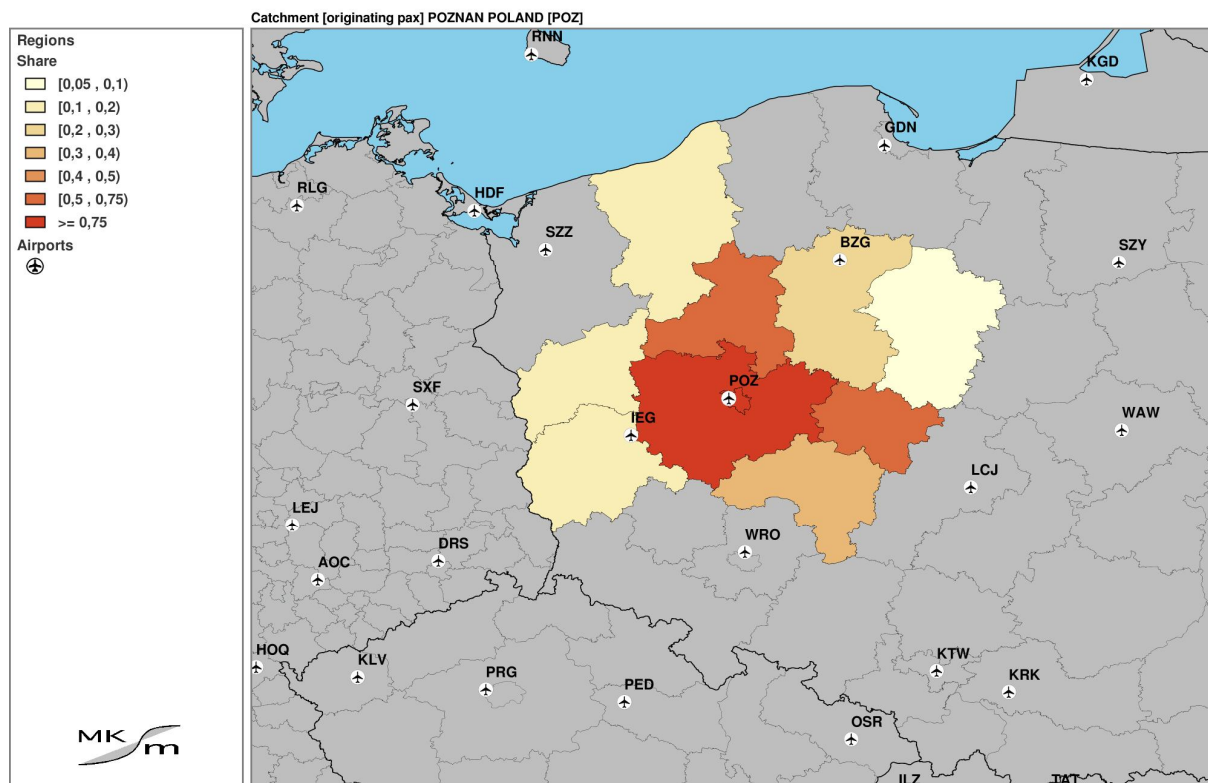 Catchment [originating pax] POZNAN POLAND [POZ]
Regions
Share
[0,05 , 0,1)
[0,1 , 0,2)
[0,2 , 0,3)
[0,3 , 0,4)
[0,4 , 0,5)
[0,5 , 0,75)
>= 0,75
Airports
RNN
KGD
GDN
RLG
HDF
SZZ
BZG
SZY
SXF
POZ
WAW
IEG
LCJ
LEJ
WRO
DRS
AOC
HOQ
KLV
PRG
PED
KTW
KRK
OSR
ILZ
TAT
MK
m